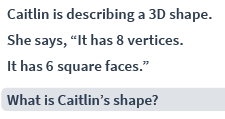 Caitlin is describing a 3D shape.
She says, “It has 8 vertices.
It has 6 square faces.”
What is Caitlin’s shape?